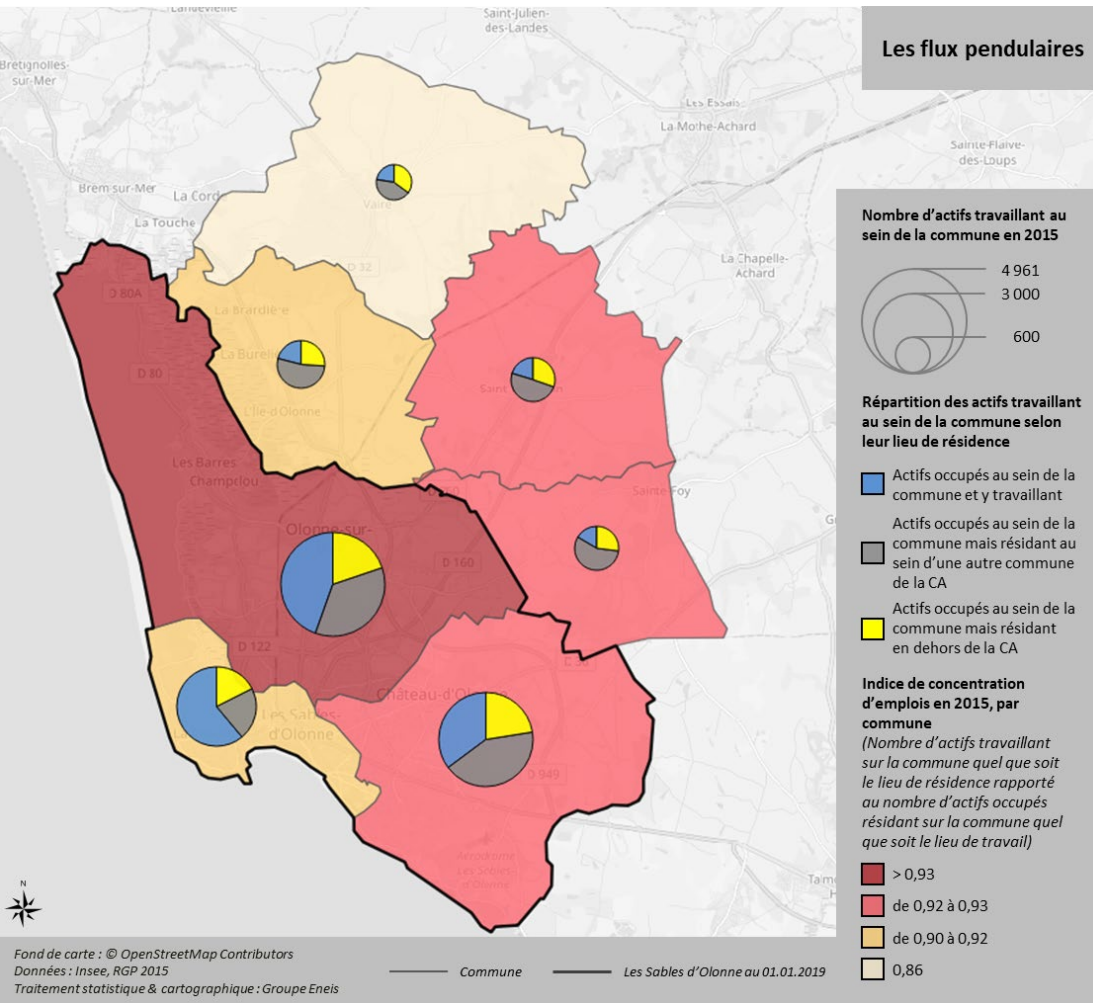 Landevieille
Saint-Julien-
des-Landes
Les flux pendulaires
Bretignolles-
sur-Mer
Les Essais
La Mothe-Achard
Sainte-Flaive-
des-Loups
Brem-sur-Mer
La Corde
La Touche
Vairé
D 32
La Chapelle-
Achard
D 80A
La Brardière
La Burelière
D 80
L'Île-d'Olonne
Les Barres
Champclou
Sainte-Foy
Olonne-sur-
D 160
D 122
Château-d'Olonne
Les Sables-
d'Olonne
D 949
Aérodrome
Les Sables
d'Olonne
Nombre d'actifs travaillant au
sein de la commune en 2015
4 961
3 000
600
Répartition des actifs travaillant
au sein de la commune selon
leur lieu de résidence
Actifs occupés au sein de la
commune et y travaillant
Actifs occupés au sein de la
commune mais résidant au
sein d'une autre commune
de la CA
Actifs occupés au sein de la
commune mais résidant
en dehors de la CA
Indice de concentration
d'emplois en 2015, par
commune
(Nombre d'actifs travaillant
sur la commune quel que soit
le lieu de résidence rapporté
au nombre d'actifs occupés
résidant sur la commune quel
que soit le lieu de travail)
> 0,93
de 0,92 à 0,93
de 0,90 à 0,92
0,86
N
Fond de carte : © OpenStreetMap Contributors
Données : Insee, RGP 2015
Traitement statistique & cartographique : Groupe Eneis
Commune
Les Sables d'Olonne au 01.01.2019